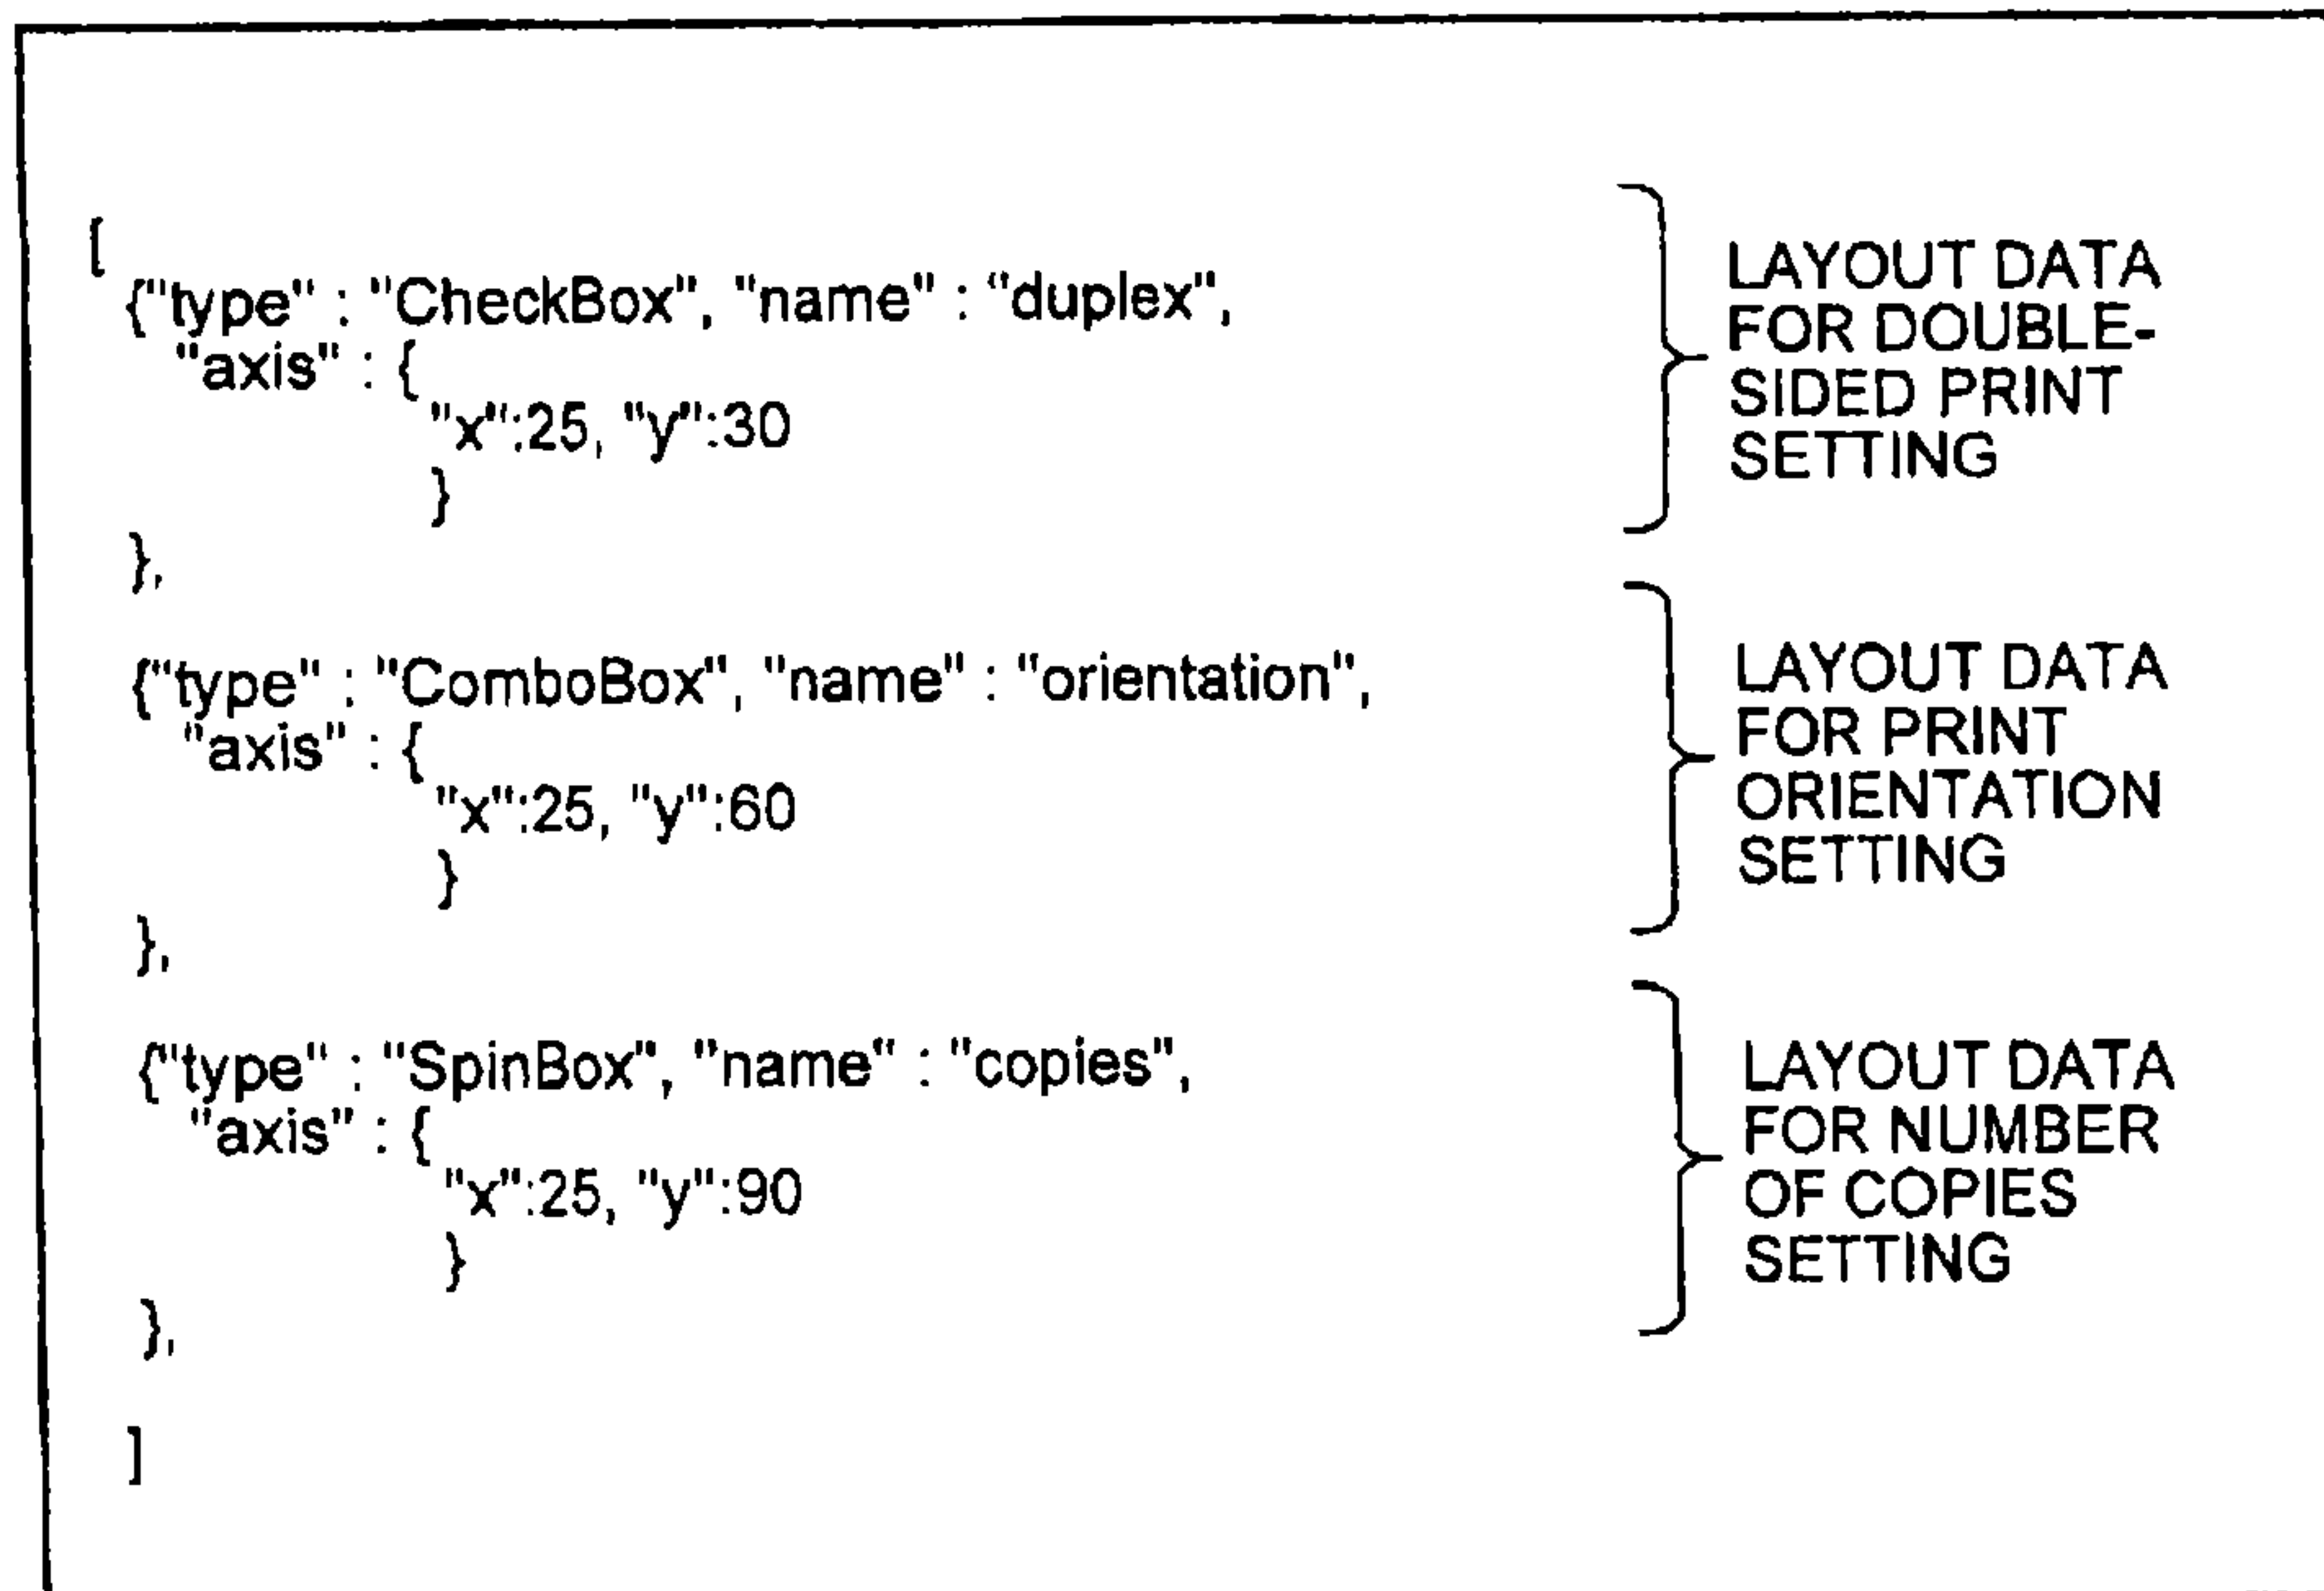 [
{"type" : "CheckBox", "name" : "duplex",
"axis" : {
"x":25, "y":30
}
},
LAYOUT DATA
FOR DOUBLE-
SIDED PRINT
SETTING
{"type" : "ComboBox", "name" : "orientation",
"axis" : {
"x":25, "y":60
}
},
LAYOUT DATA
FOR PRINT
ORIENTATION
SETTING
{"type" : "SpinBox", "name" : "copies",
"axis" : {
"x":25, "y":90
}
},
LAYOUT DATA
FOR NUMBER
OF COPIES
SETTING
]